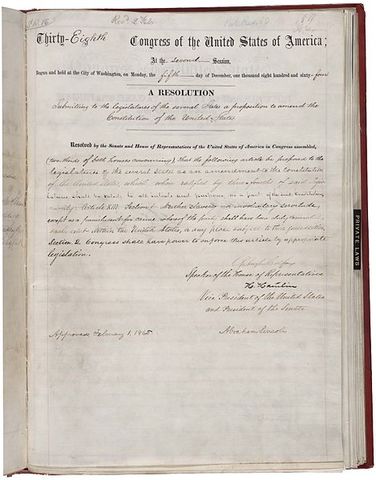 Thirty-Eighth Congress of the United States of America;
At the second Session,
Begun and held at the City of Washington, on Monday, the fifth day of December, one thousand eight hundred and sixty-four
A RESOLUTION
Submitting to the legislatures of the several States a proposition to amend the
Constitution of the United States.
Resolved by the Senate and House of Representatives of the United States of America in Congress assembled,
(two-thirds of both houses concurring), That the following article be proposed to the
legislatures of the several States as an amendment to the Constitution
of the United States, which, when ratified by three-fourths of said
shall be valid, to all intents and purposes, as a part of the said Constitution
Article XIII. Section 1. Neither slavery nor involuntary servitude,
except as a punishment for crime whereof the party shall have been duly
within the United States, or any place subject to their jurisdiction.
Section 2. Congress shall have power to enforce this article by appropriate
legislation.
Speaker of the House of Representatives
H. Hamlin
Vice President of the United States
and President of the Senate
Approved February 1, 1865
Abraham Lincoln
PRIVATE LAWS